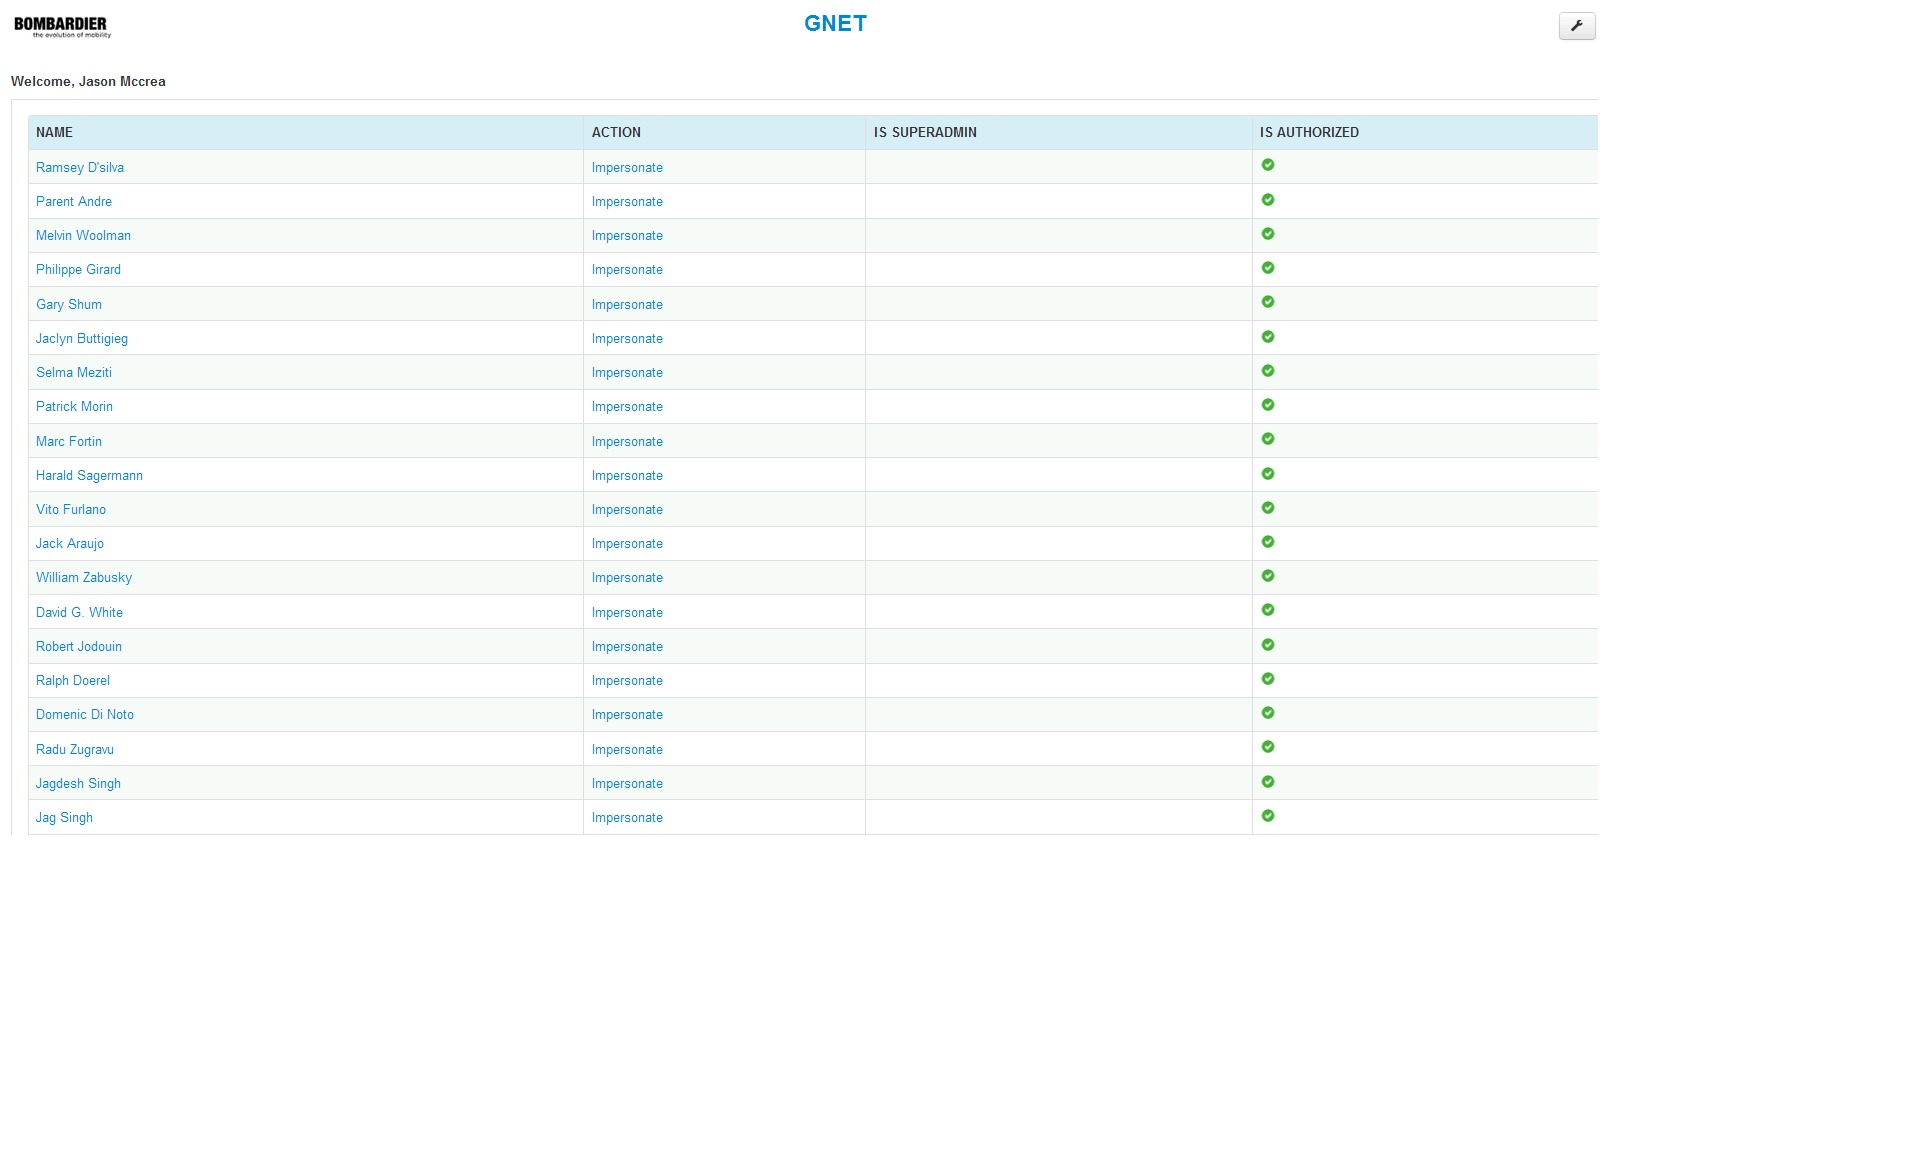 BOMBARDIER
the evolution of mobility
GNET
Welcome, Jason Mccrea
NAME ACTION IS SUPERADMIN IS AUTHORIZED
Ramsey D'silva Impersonate
Parent Andre Impersonate
Melvin Woolman Impersonate
Philippe Girard Impersonate
Gary Shum Impersonate
Jaclyn Buttigieg Impersonate
Selma Meziti Impersonate
Patrick Morin Impersonate
Marc Fortin Impersonate
Harald Sagermann Impersonate
Vito Furlano Impersonate
Jack Araujo Impersonate
William Zabusky Impersonate
David G. White Impersonate
Robert Jodouin Impersonate
Ralph Doerel Impersonate
Domenic Di Noto Impersonate
Radu Zugravu Impersonate
Jagdesh Singh Impersonate
Jag Singh Impersonate